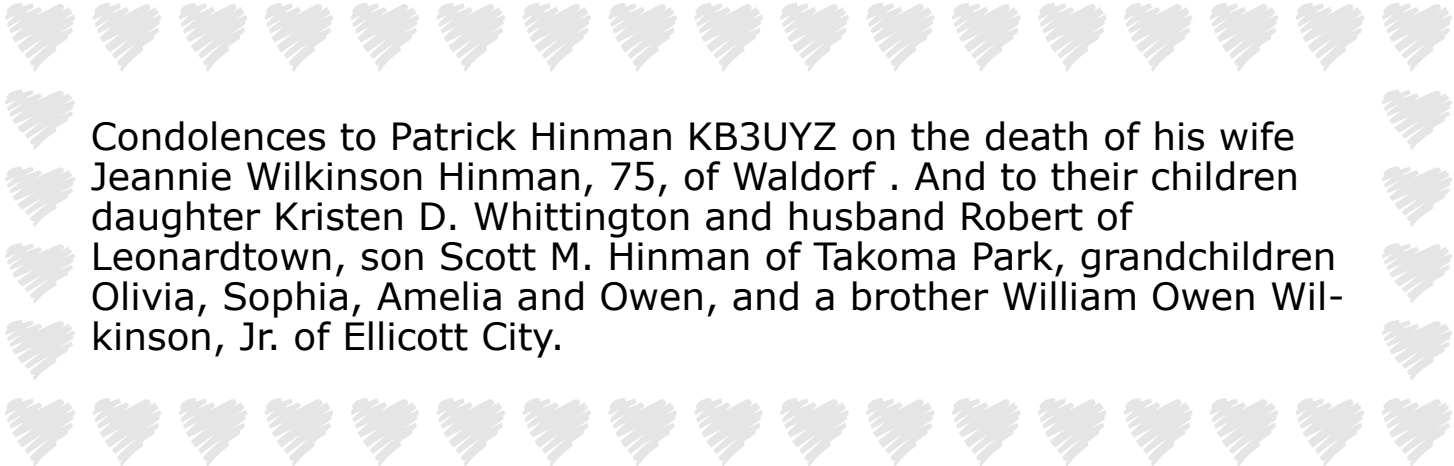 Condolences to Patrick Hinman KB3UYZ on the death of his wife
Jeannie Wilkinson Hinman, 75, of Waldorf . And to their children
daughter Kristen D. Whittington and husband Robert of
Leonardtown, son Scott M. Hinman of Takoma Park, grandchildren
Olivia, Sophia, Amelia and Owen, and a brother William Owen Wil-
kinson, Jr. of Ellicott City.